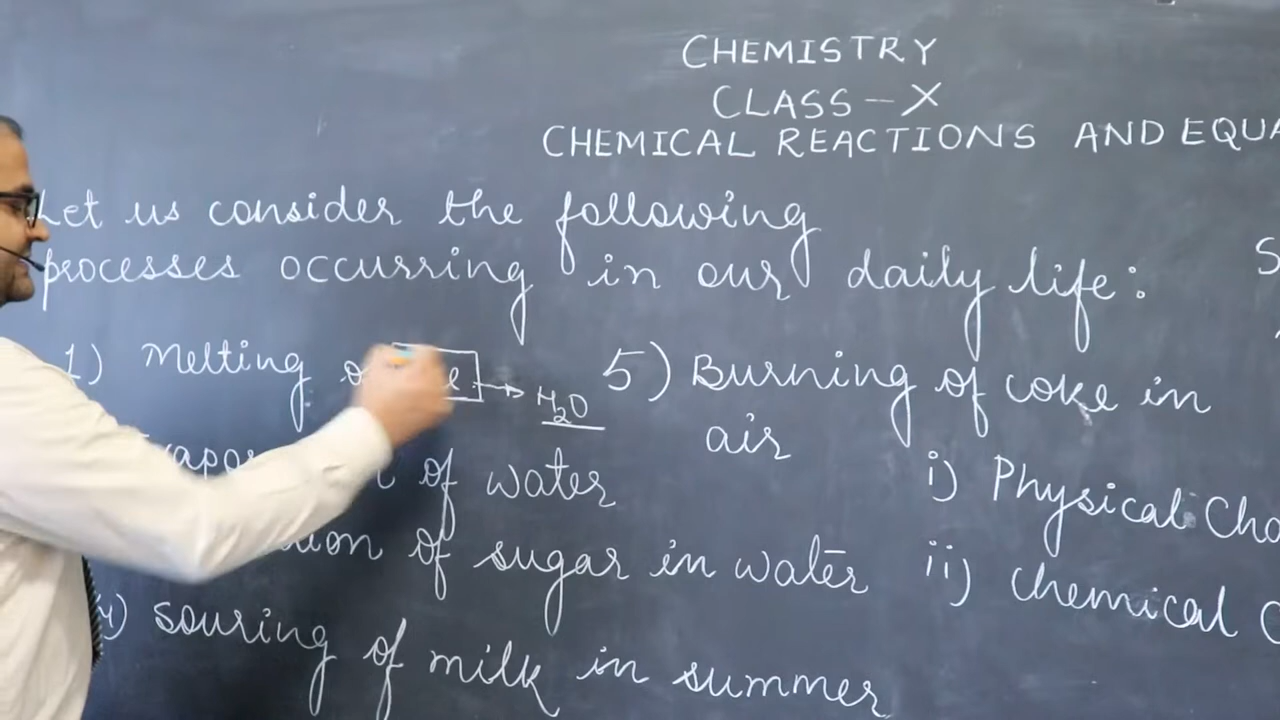 CHEMISTRY
CLASS - X
CHEMICAL REACTIONS AND EQUA
Let us consider the following
processes occurring in our daily life:
1) Melting → H₂O
of water
of sugar in water
4) Souring of milk in summer
5) Burning of coke in
air
i) Physical Cha
ii) Chemical C
S